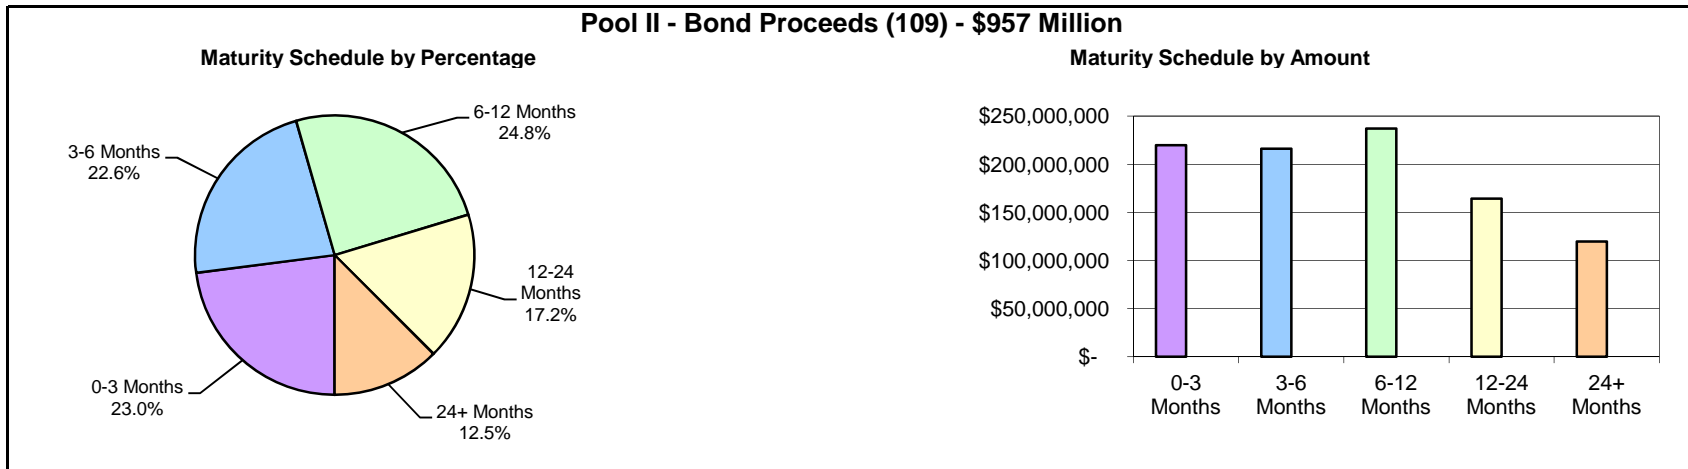 Pool II - Bond Proceeds (109) - $957 Million
Maturity Schedule by Percentage
6-12 Months
24.8%
3-6 Months
22.6%
12-24
Months
17.2%
0-3 Months
23.0%
24+ Months
12.5%
Maturity Schedule by Amount
$250,000,000
$200,000,000
$150,000,000
$100,000,000
$50,000,000
$-
0-3
Months
3-6
Months
6-12
Months
12-24
Months
24+
Months